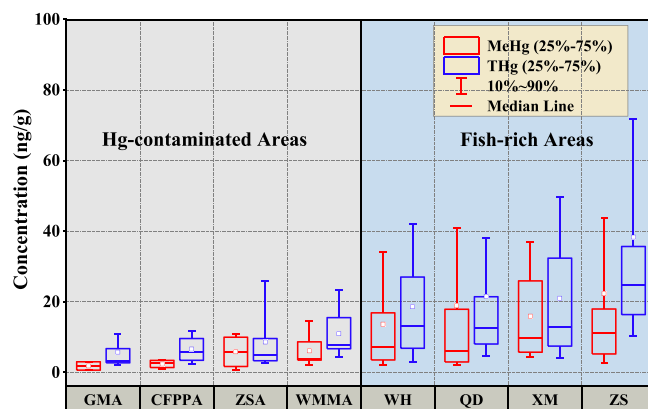 Concentration (ng/g)
100
80
60
40
20
0
MeHg (25%-75%)
THg (25%-75%)
10%~90%
Median Line
Hg-contaminated Areas
Fish-rich Areas
GMA CFPPA ZSA WMMA WH QD XM ZS